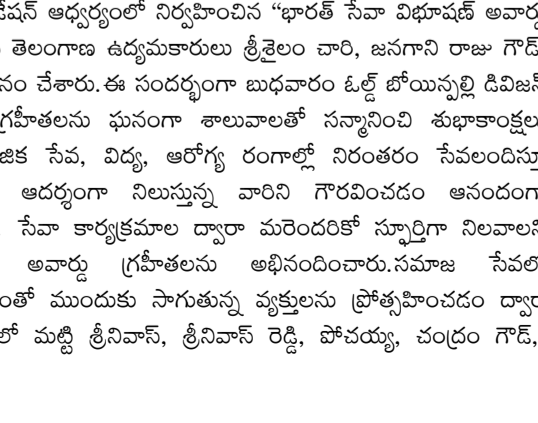 డేషన్ ఆధ్వర్యంలో నిర్వహించిన “భారత్ సేవా విభూషణ్ అవార్డు
తెలంగాణ ఉద్యమకారులు శ్రీశైలం చారి, జనగాని రాజు గౌడ్
నం చేశారు.ఈ సందర్భంగా బుధవారం ఓల్డ్ బోయిన్పల్లి డివిజన్
గ్రహీతలను ఘనంగా శాలువాలతో సన్మానించి శుభాకాంక్షల
జిక సేవ, విద్య, ఆరోగ్య రంగాల్లో నిరంతరం సేవలందిస్తూ
ఆదర్శంగా నిలుస్తున్న వారిని గౌరవించడం ఆనందంగ
సేవా కార్యక్రమాల ద్వారా మరెందరికో స్ఫూర్తిగా నిలవాలన
అవార్డు గ్రహీతలను అభినందించారు.సమాజ సేవలో
ంతో ముందుకు సాగుతున్న వ్యక్తులను ప్రోత్సహించడం ద్వార
లో మట్టి శ్రీనివాస్, శ్రీనివాస్ రెడ్డి, పోచయ్య, చంద్రం గౌడ్,